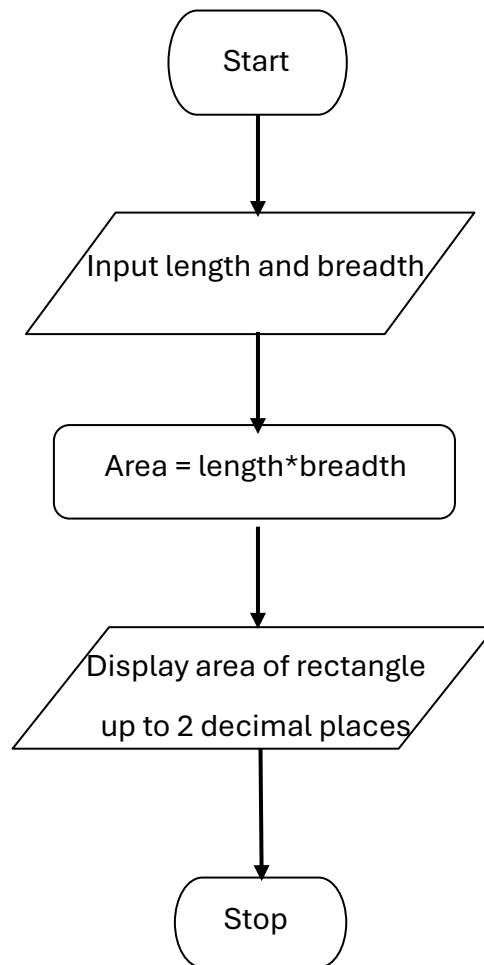 Start
Input length and breadth
Area = length*breadth
Display area of rectangle
up to 2 decimal places
Stop